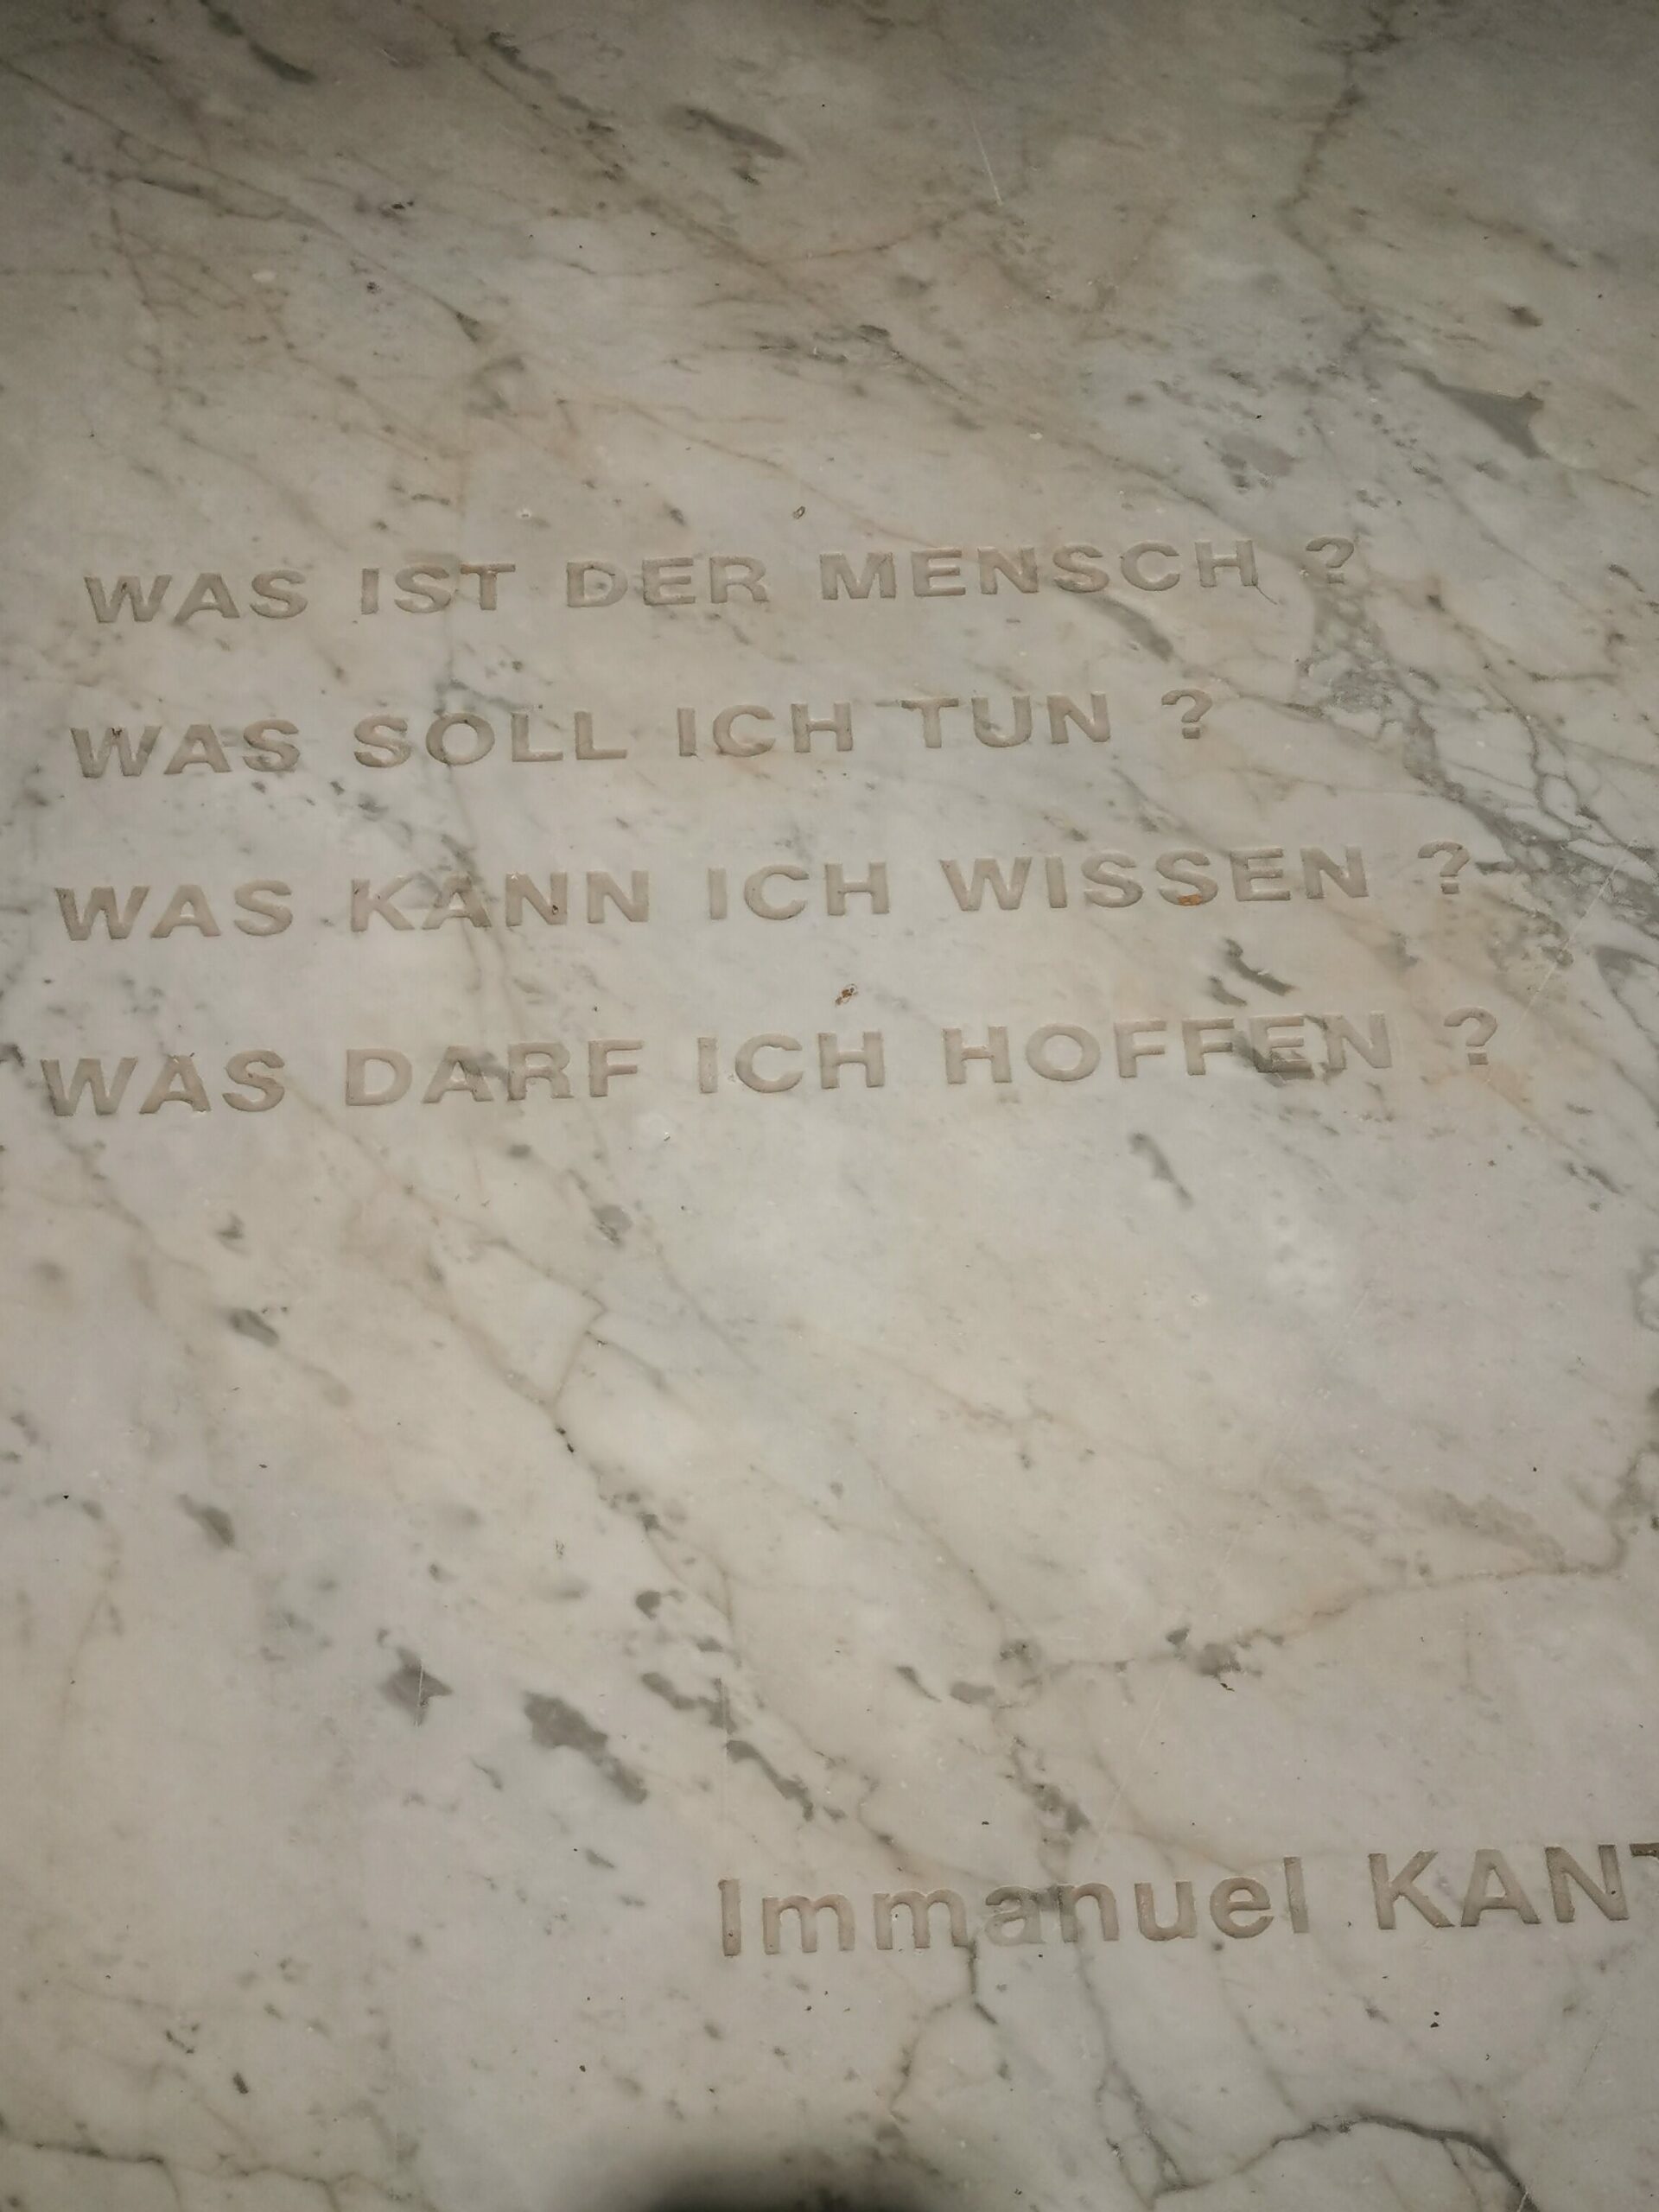 WAS IST DER MENSCH ?
WAS SOLL ICH TUN ?
WAS KANN ICH WISSEN ?
WAS DARF ICH HOFFEN ?
Immanuel KANT